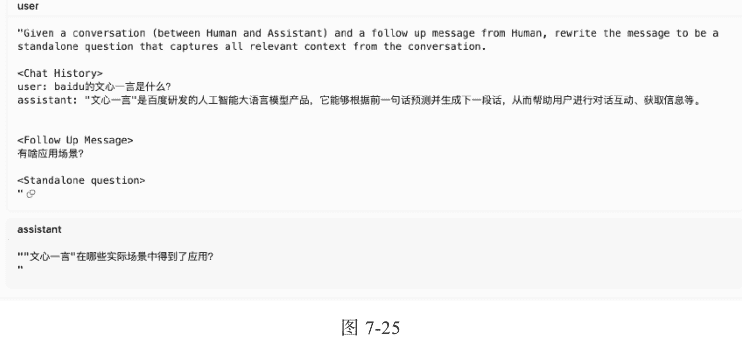 user
"Given a conversation (between Human and Assistant) and a follow up message from Human, rewrite the message to be a
standalone question that captures all relevant context from the conversation.
<Chat History>
user: baidu的文心一言是什么?
assistant: "文心一言"是百度研发的人工智能大语言模型产品，它能够根据前一句话预测并生成下一段话，从而帮助用户进行对话互动、获取信息等。
<Follow Up Message>
有啥应用场景?
<Standalone question>
"
assistant
""文心一言"在哪些实际场景中得到了应用?
"
图 7-25